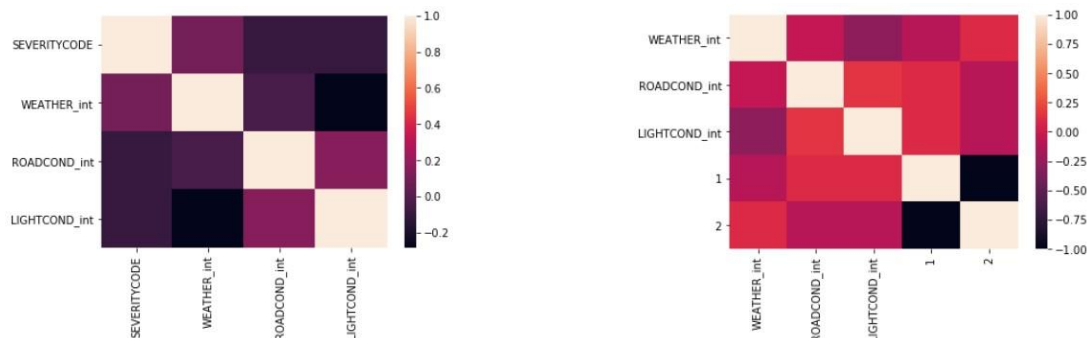 SEVERITYCODE
WEATHER_int
ROADCOND_int
LIGHTCOND_int
1.0
0.8
0.6
0.4
0.2
0.0
−0.2
SEVERITYCODE
WEATHER_int
ROADCOND_int
LIGHTCOND_int
WEATHER_int
ROADCOND_int
LIGHTCOND_int
1
2
1.00
0.75
0.50
0.25
0.00
−0.25
−0.50
−0.75
−1.00
WEATHER_int
ROADCOND_int
LIGHTCOND_int
1
2